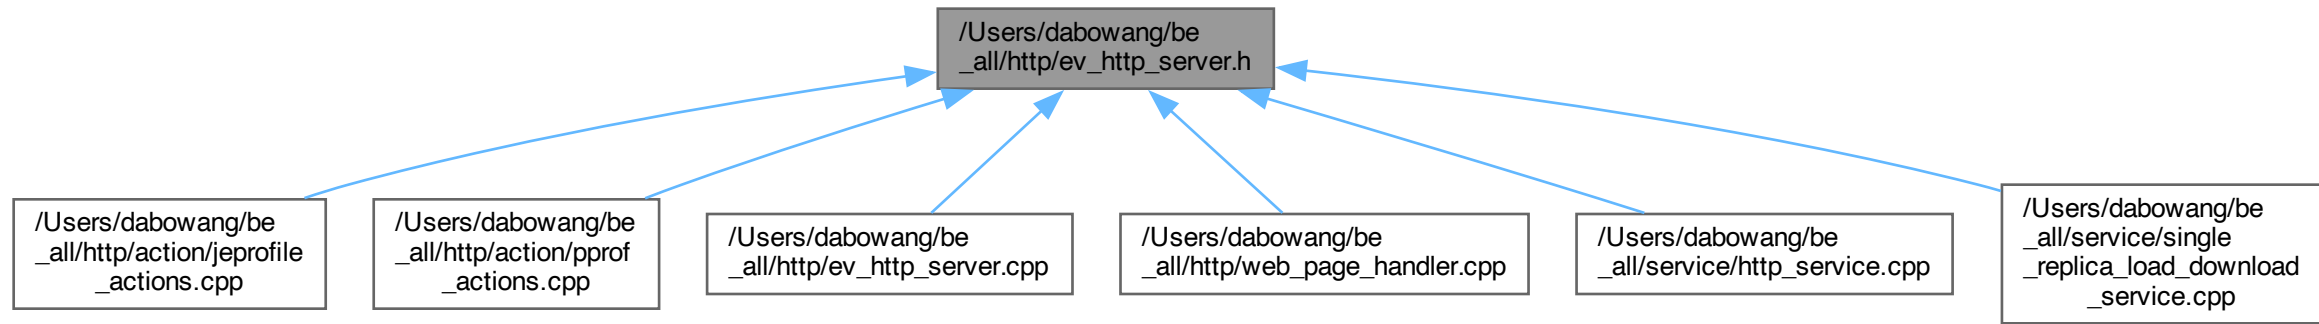 /Users/dabowang/be
_all/http/ev_http_server.h
/Users/dabowang/be
_all/http/action/jeprofile
_actions.cpp
/Users/dabowang/be
_all/http/action/pprof
_actions.cpp
/Users/dabowang/be
_all/http/ev_http_server.cpp
/Users/dabowang/be
_all/http/web_page_handler.cpp
/Users/dabowang/be
_all/service/http_service.cpp
/Users/dabowang/be
_all/service/single
_replica_load_download
_service.cpp